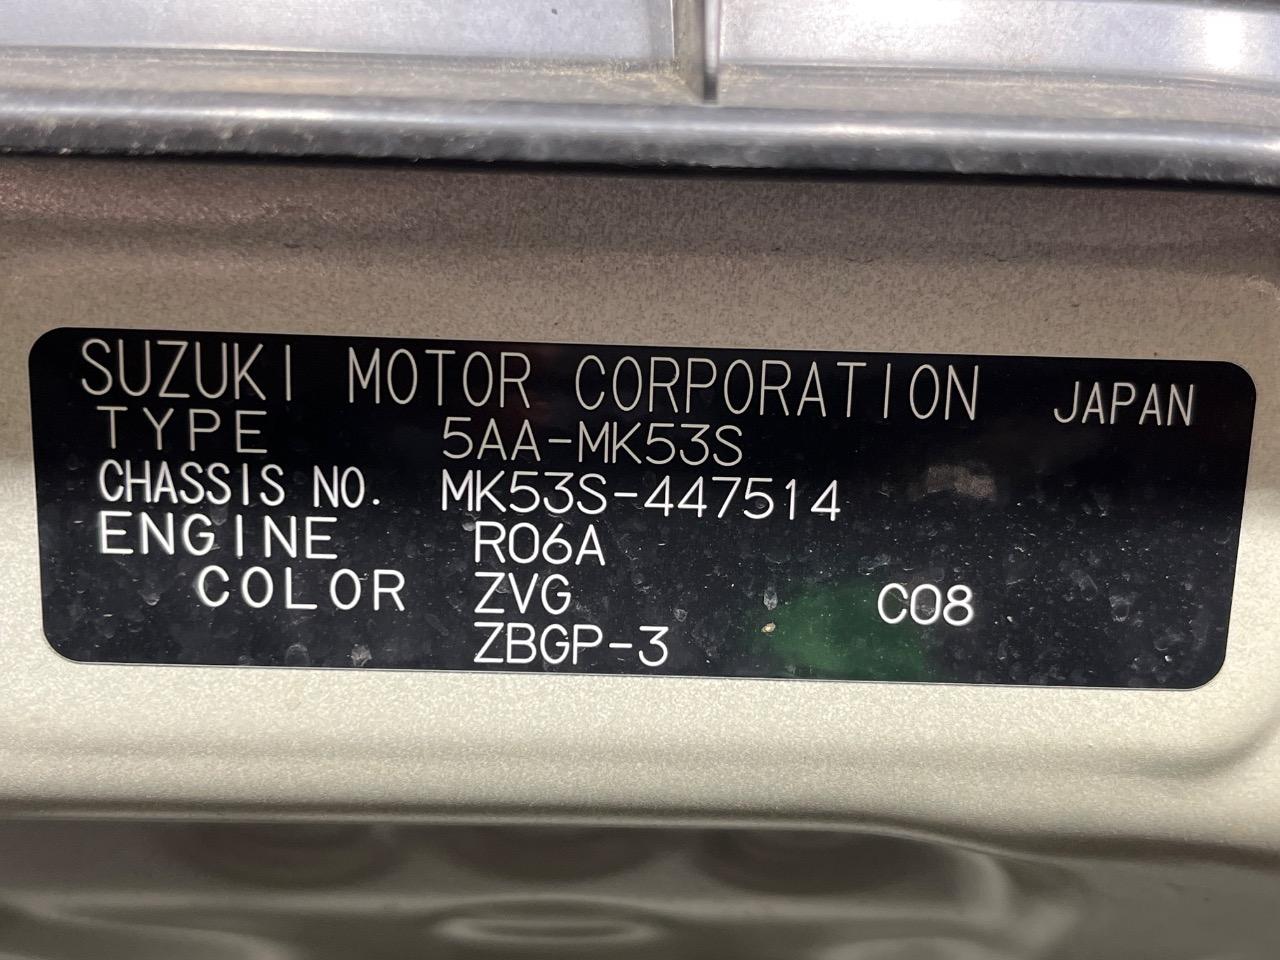 SUZUKI MOTOR CORPORATION JAPAN
TYPE 5AA-MK53S
CHASSIS NO. MK53S-447514
ENGINE R06A
COLOR ZVG C08
ZBGP-3